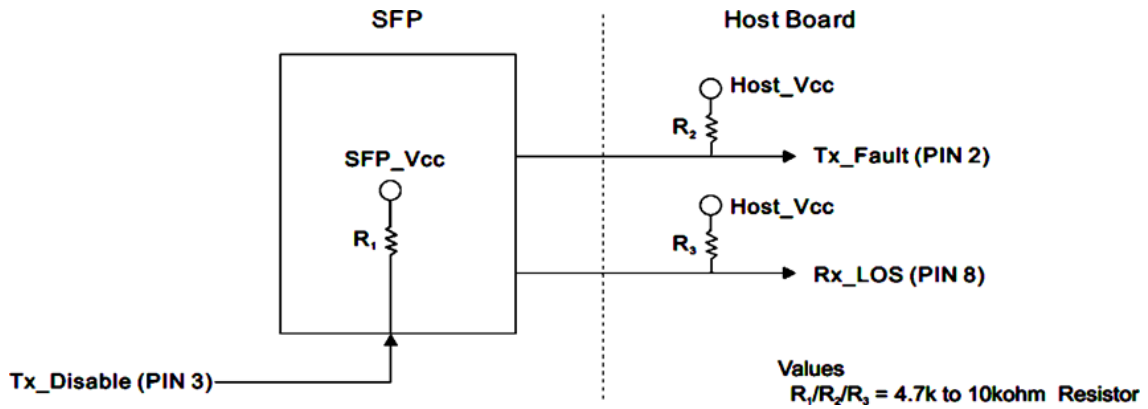 SFP
Host Board
Host_Vcc
R₂
Tx_Fault (PIN 2)
SFP_Vcc
R₁
Host_Vcc
R₃
Rx_LOS (PIN 8)
Tx_Disable (PIN 3)
Values
R₁/R₂/R₃ = 4.7k to 10kohm Resistor